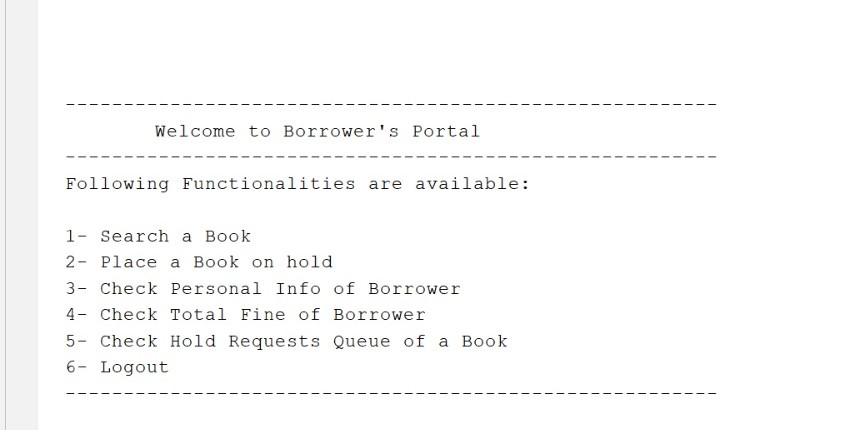 --------------------------------------------------------
Welcome to Borrower's Portal
--------------------------------------------------------
Following Functionalities are available:
1- Search a Book
2- Place a Book on hold
3- Check Personal Info of Borrower
4- Check Total Fine of Borrower
5- Check Hold Requests Queue of a Book
6- Logout
--------------------------------------------------------